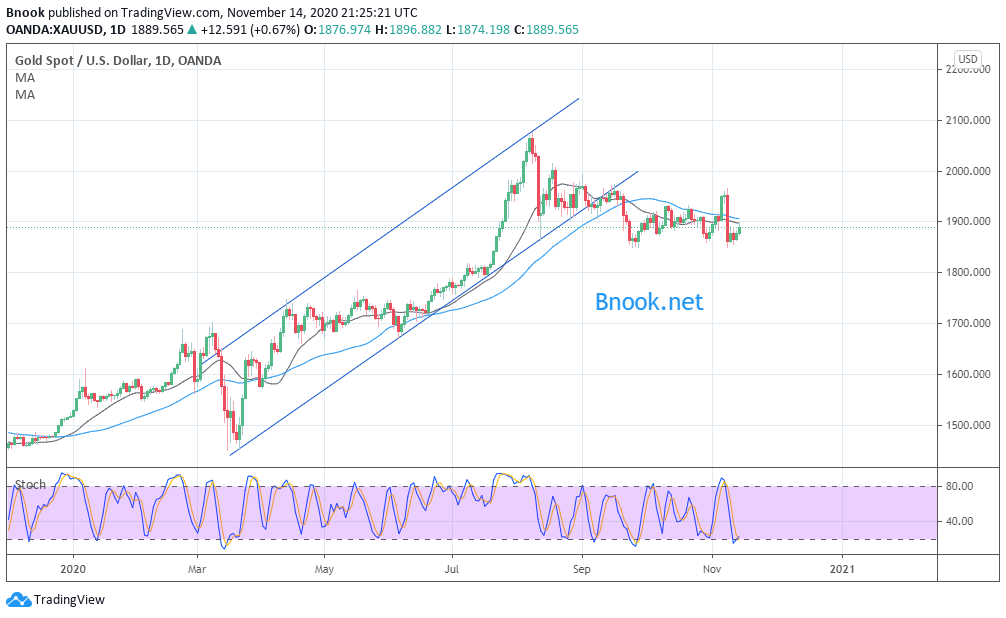 Bnook published on TradingView.com, November 14, 2020 21:25:21 UTC
OANDA:XAUUSD, 1D 1889.565 ▲ +12.591 (+0.67%) O:1876.974 H:1896.882 L:1874.198 C:1889.565
Gold Spot / U.S. Dollar, 1D, OANDA
MA
MA
USD
2200.000
2100.000
2000.000
1900.000
1800.000
Bnook.net
1700.000
1600.000
1500.000
Stoch
80.00
40.00
2020 Mar May Jul Sep Nov 2021
TradingView